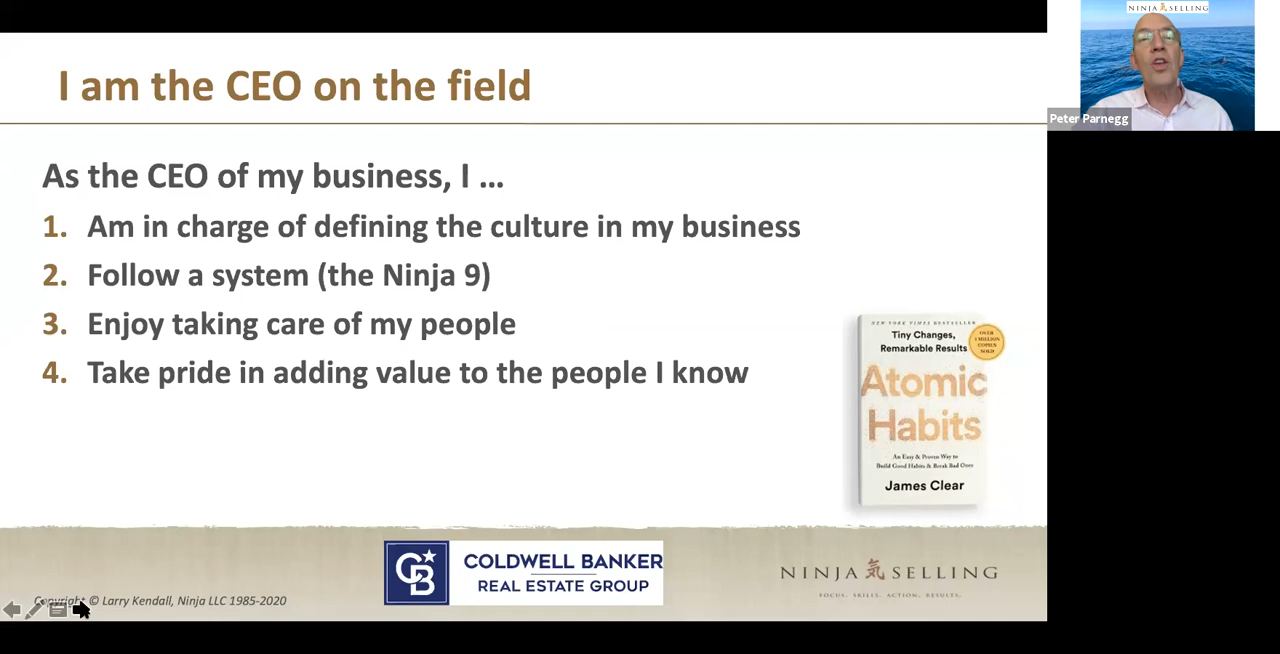 I am the CEO on the field
As the CEO of my business, I ...
1. Am in charge of defining the culture in my business
2. Follow a system (the Ninja 9)
3. Enjoy taking care of my people
4. Take pride in adding value to the people I know
NEW YORK TIMES BESTSELLER
Tiny Changes,
Remarkable Results
OVER
1 MILLION
COPIES
SOLD
Atomic
Habits
An Easy & Proven Way to
Build Good Habits & Break Bad Ones
James Clear
CB
COLDWELL BANKER
REAL ESTATE GROUP
NINJA 気 SELLING
FOCUS. SKILLS. ACTION. RESULTS.
Copyright © Larry Kendall, Ninja LLC 1985-2020
NINJA 気 SELLING
Peter Parnegg